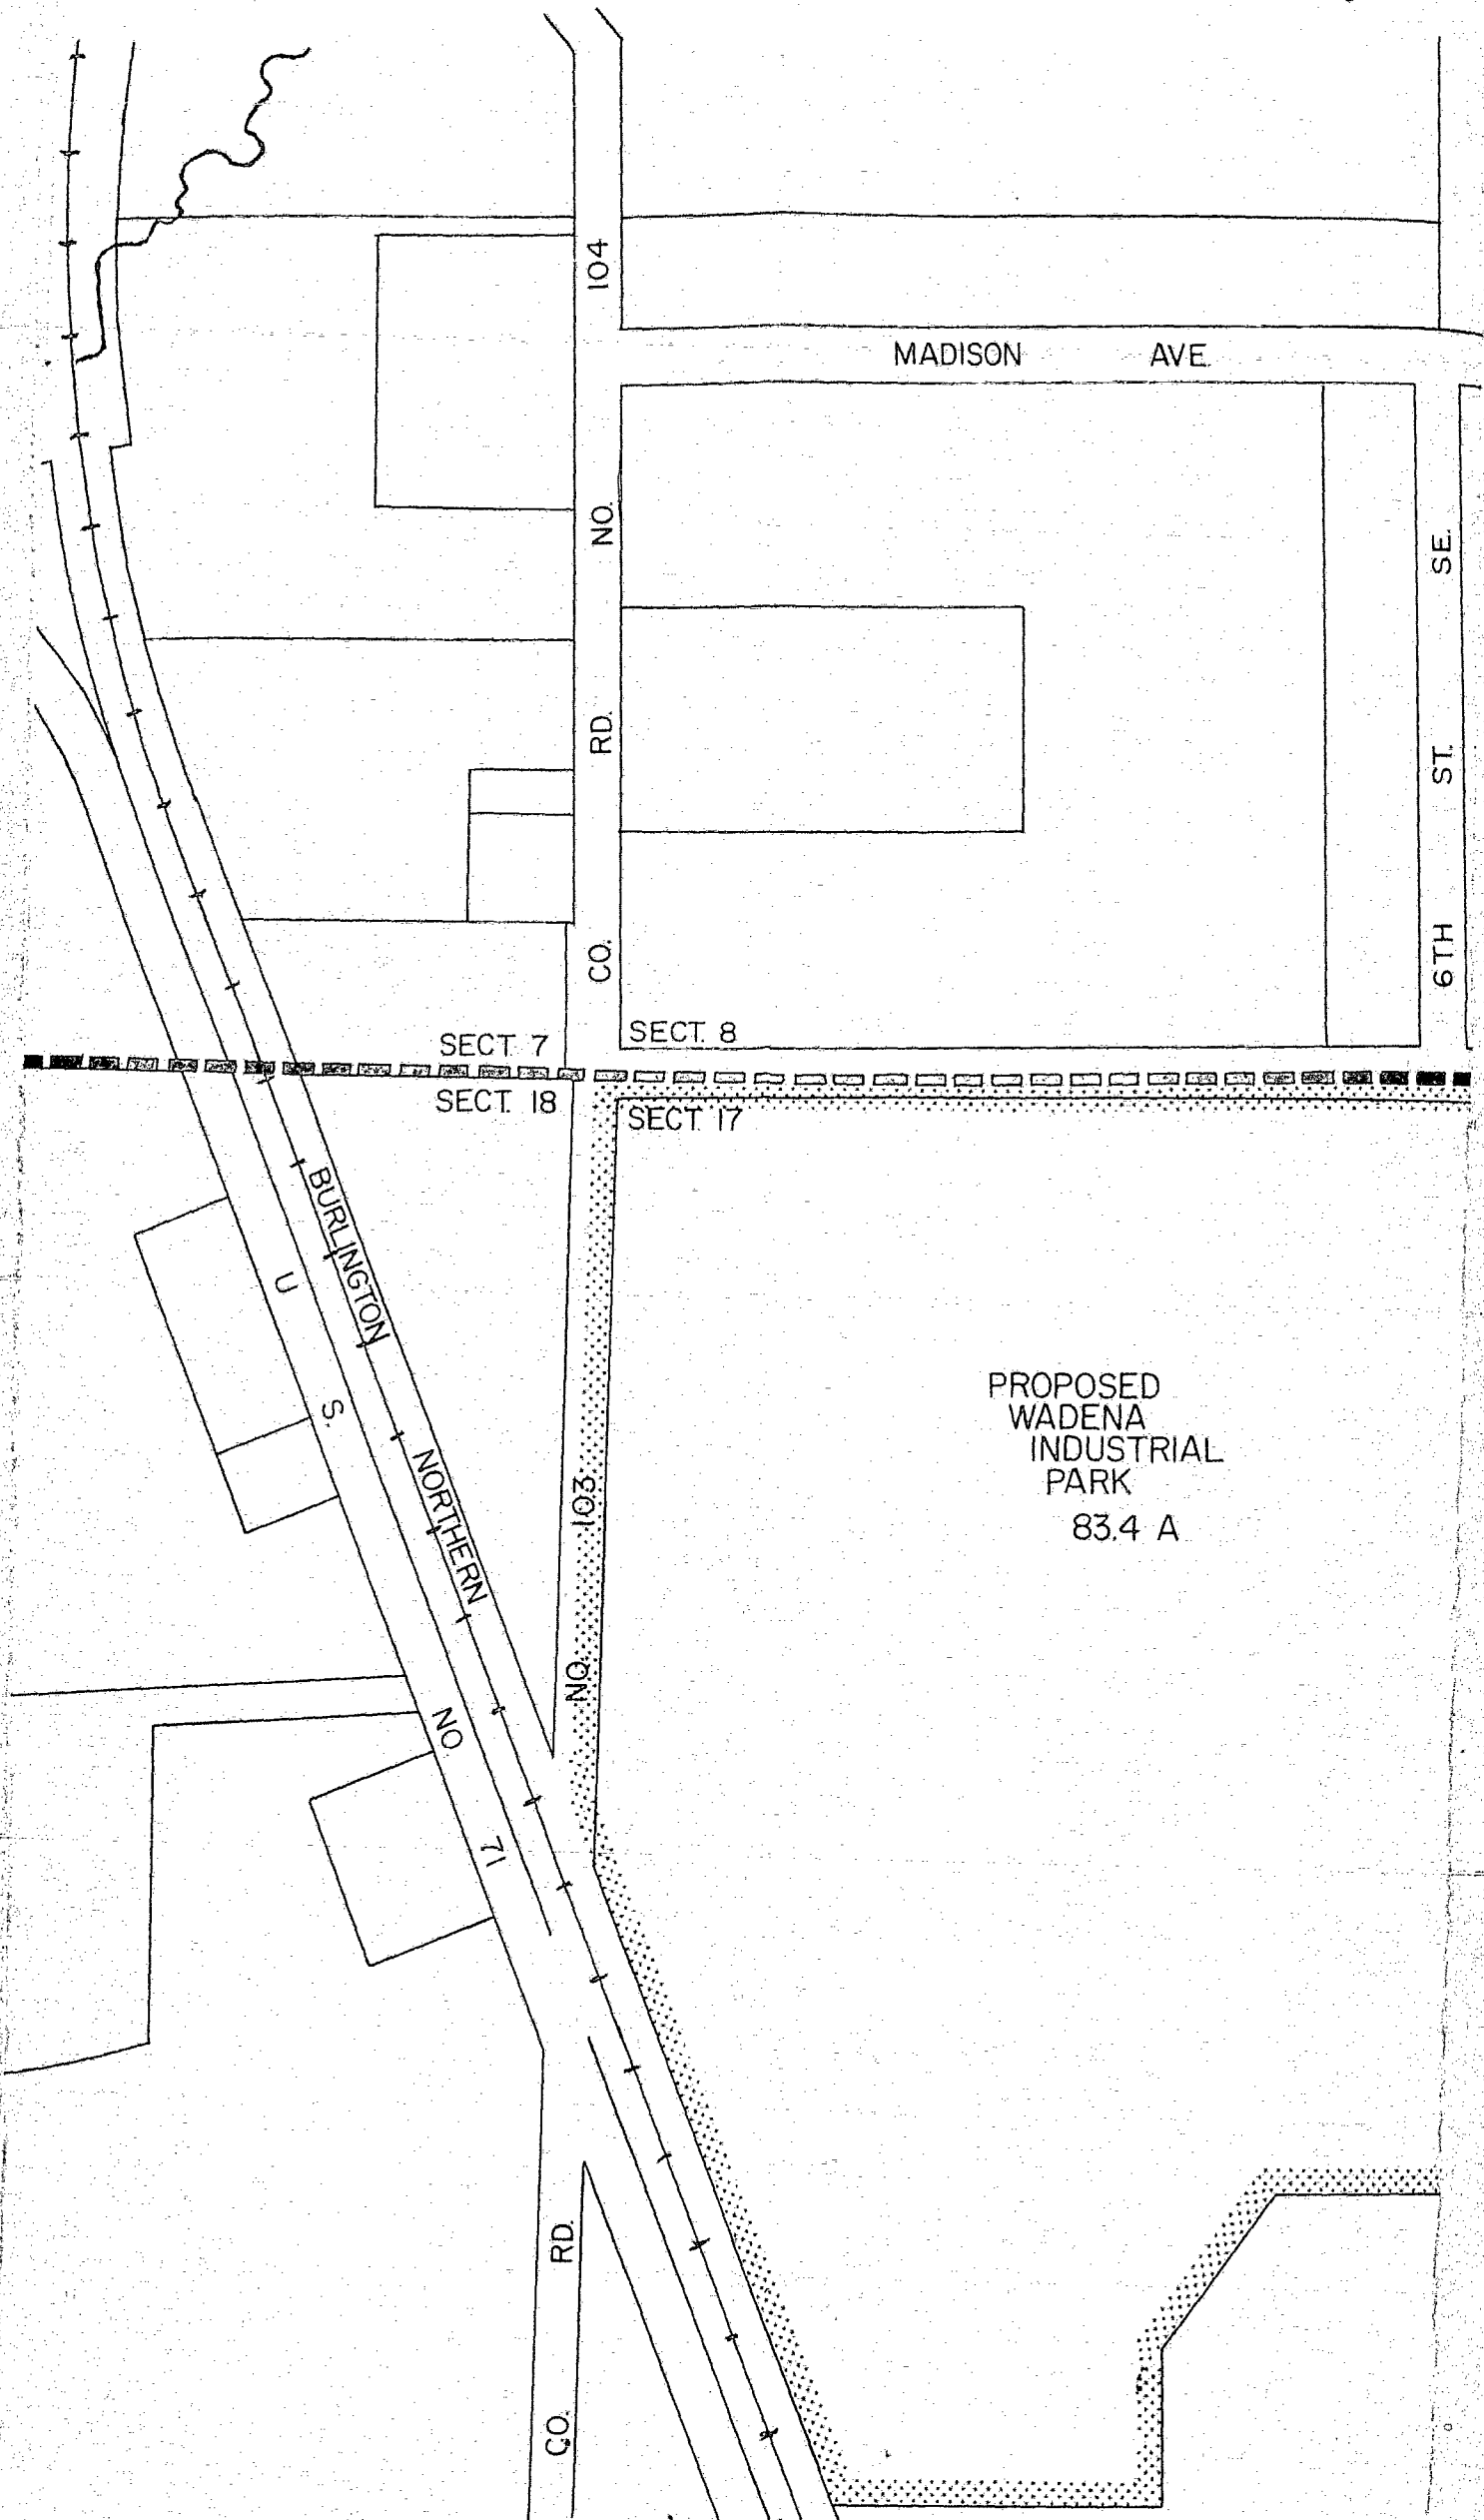 104
MADISON AVE.
NO.
SE.
RD.
ST.
CO.
6TH
SECT. 7
SECT. 8
SECT. 18
SECT. 17
BURLINGTON
U
S.
PROPOSED
WADENA
INDUSTRIAL
PARK
83.4 A
NORTHERN
103
NO.
NO.
71
RD.
CO.